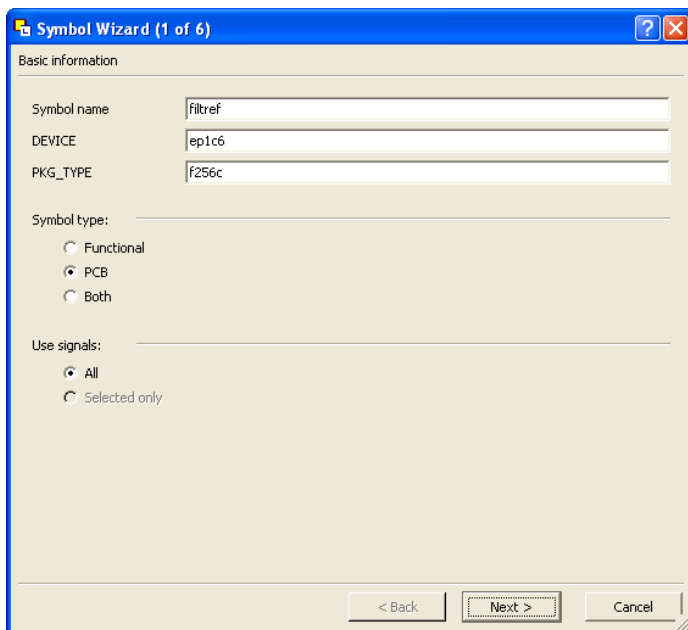 Symbol Wizard (1 of 6)
Basic information
Symbol name filtref
DEVICE ep1c6
PKG_TYPE f256c
Symbol type:
Functional
PCB
Both
Use signals:
All
Selected only
< Back Next > Cancel